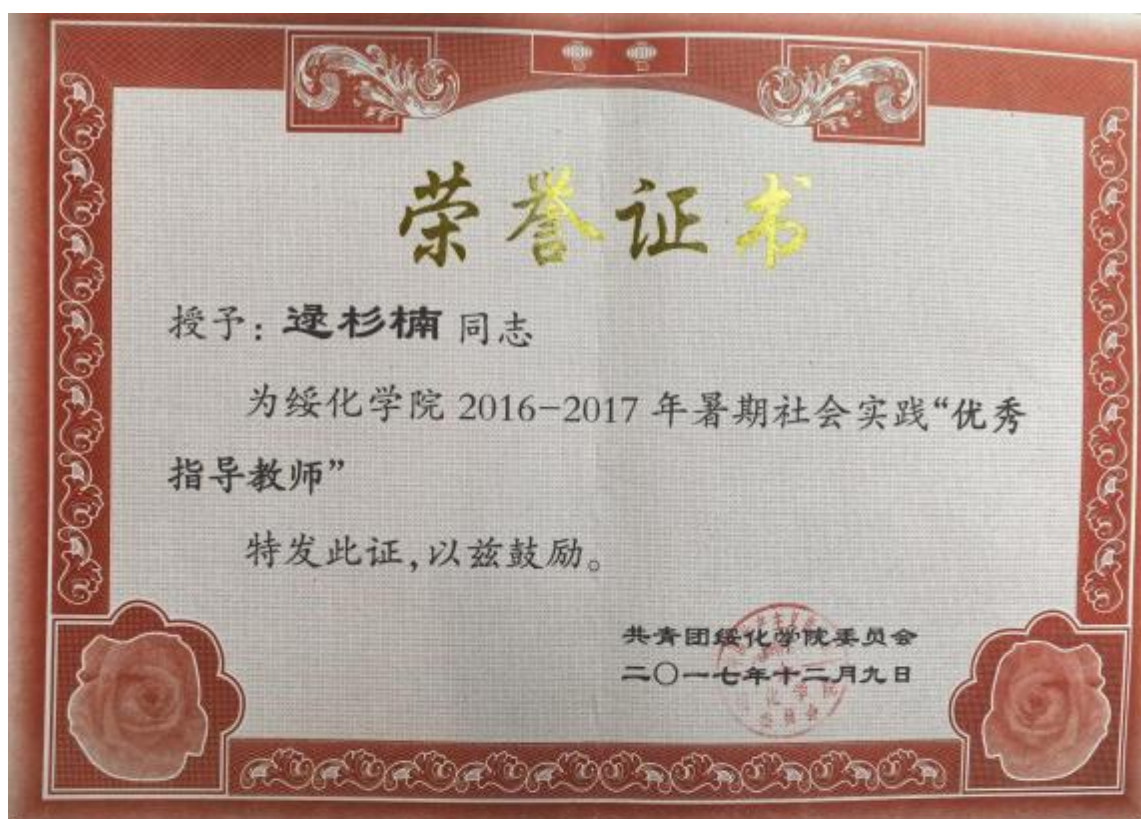 荣誉证书
授予：逯杉楠同志
为绥化学院 2016-2017 年暑期社会实践“优秀
指导教师”
特发此证，以兹鼓励。
共青团绥化学院委员会
二〇一七年十二月九日